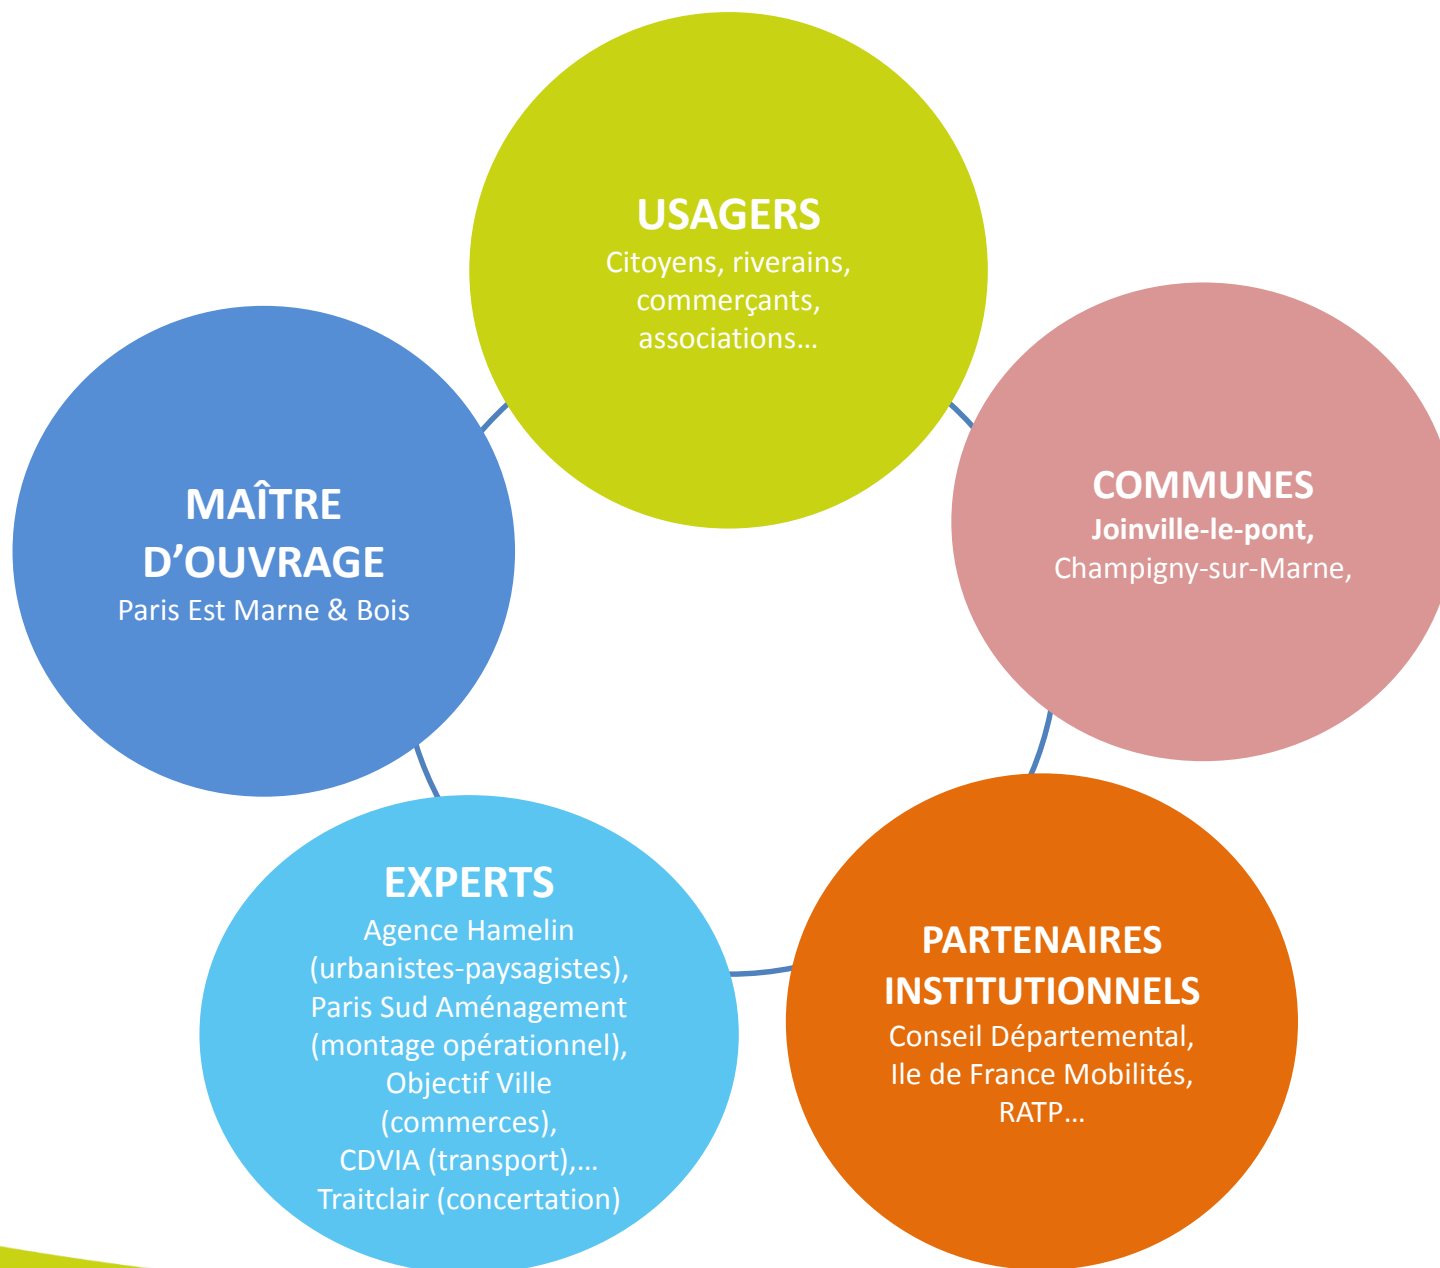 USAGERS
Citoyens, riverains,
commerçants,
associations…
MAÎTRE
D’OUVRAGE
Paris Est Marne & Bois
COMMUNES
Joinville-le-pont,
Champigny-sur-Marne,
EXPERTS
Agence Hamelin
(urbanistes-paysagistes),
Paris Sud Aménagement
(montage opérationnel),
Objectif Ville
(commerces),
CDVIA (transport),…
Traitclair (concertation)
PARTENAIRES
INSTITUTIONNELS
Conseil Départemental,
Ile de France Mobilités,
RATP…